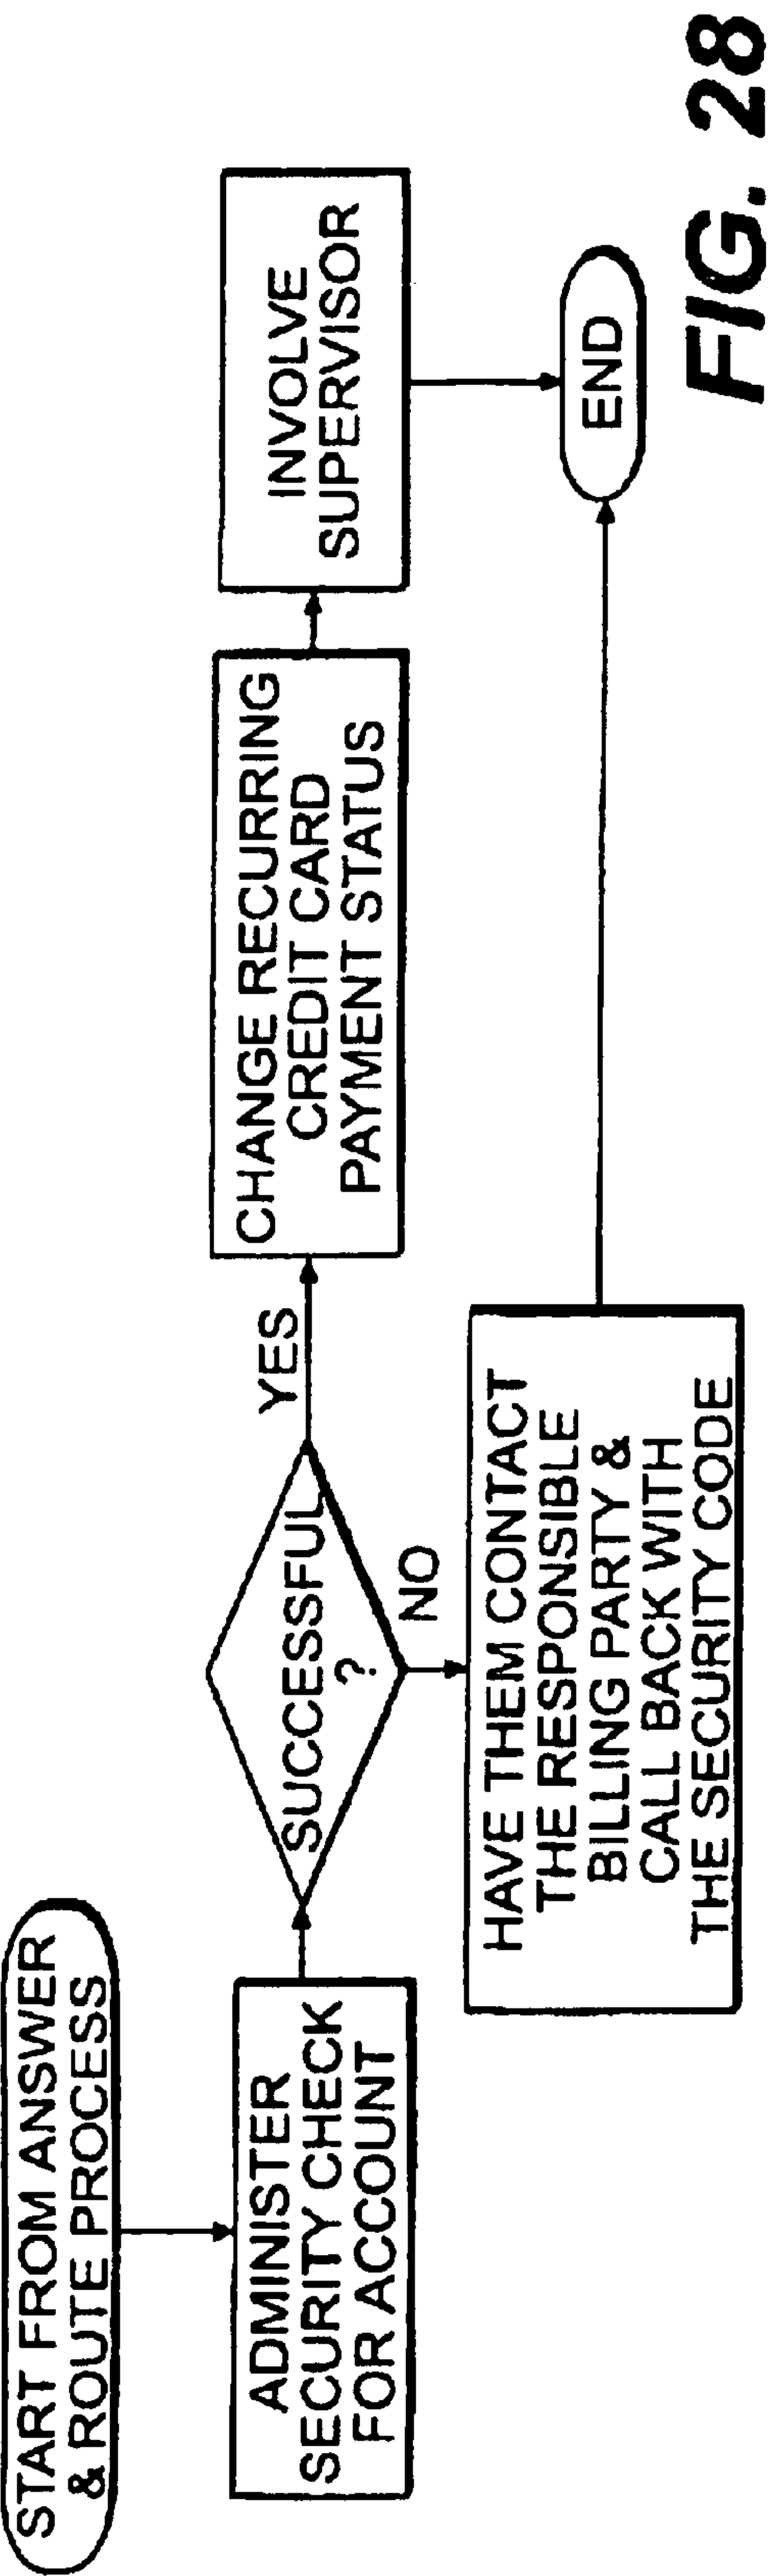 START FROM ANSWER
& ROUTE PROCESS
ADMINISTER
SECURITY CHECK
FOR ACCOUNT
SUCCESSFUL
?
YES
NO
CHANGE RECURRING
CREDIT CARD
PAYMENT STATUS
INVOLVE
SUPERVISOR
HAVE THEM CONTACT
THE RESPONSIBLE
BILLING PARTY &
CALL BACK WITH
THE SECURITY CODE
END
FIG. 28